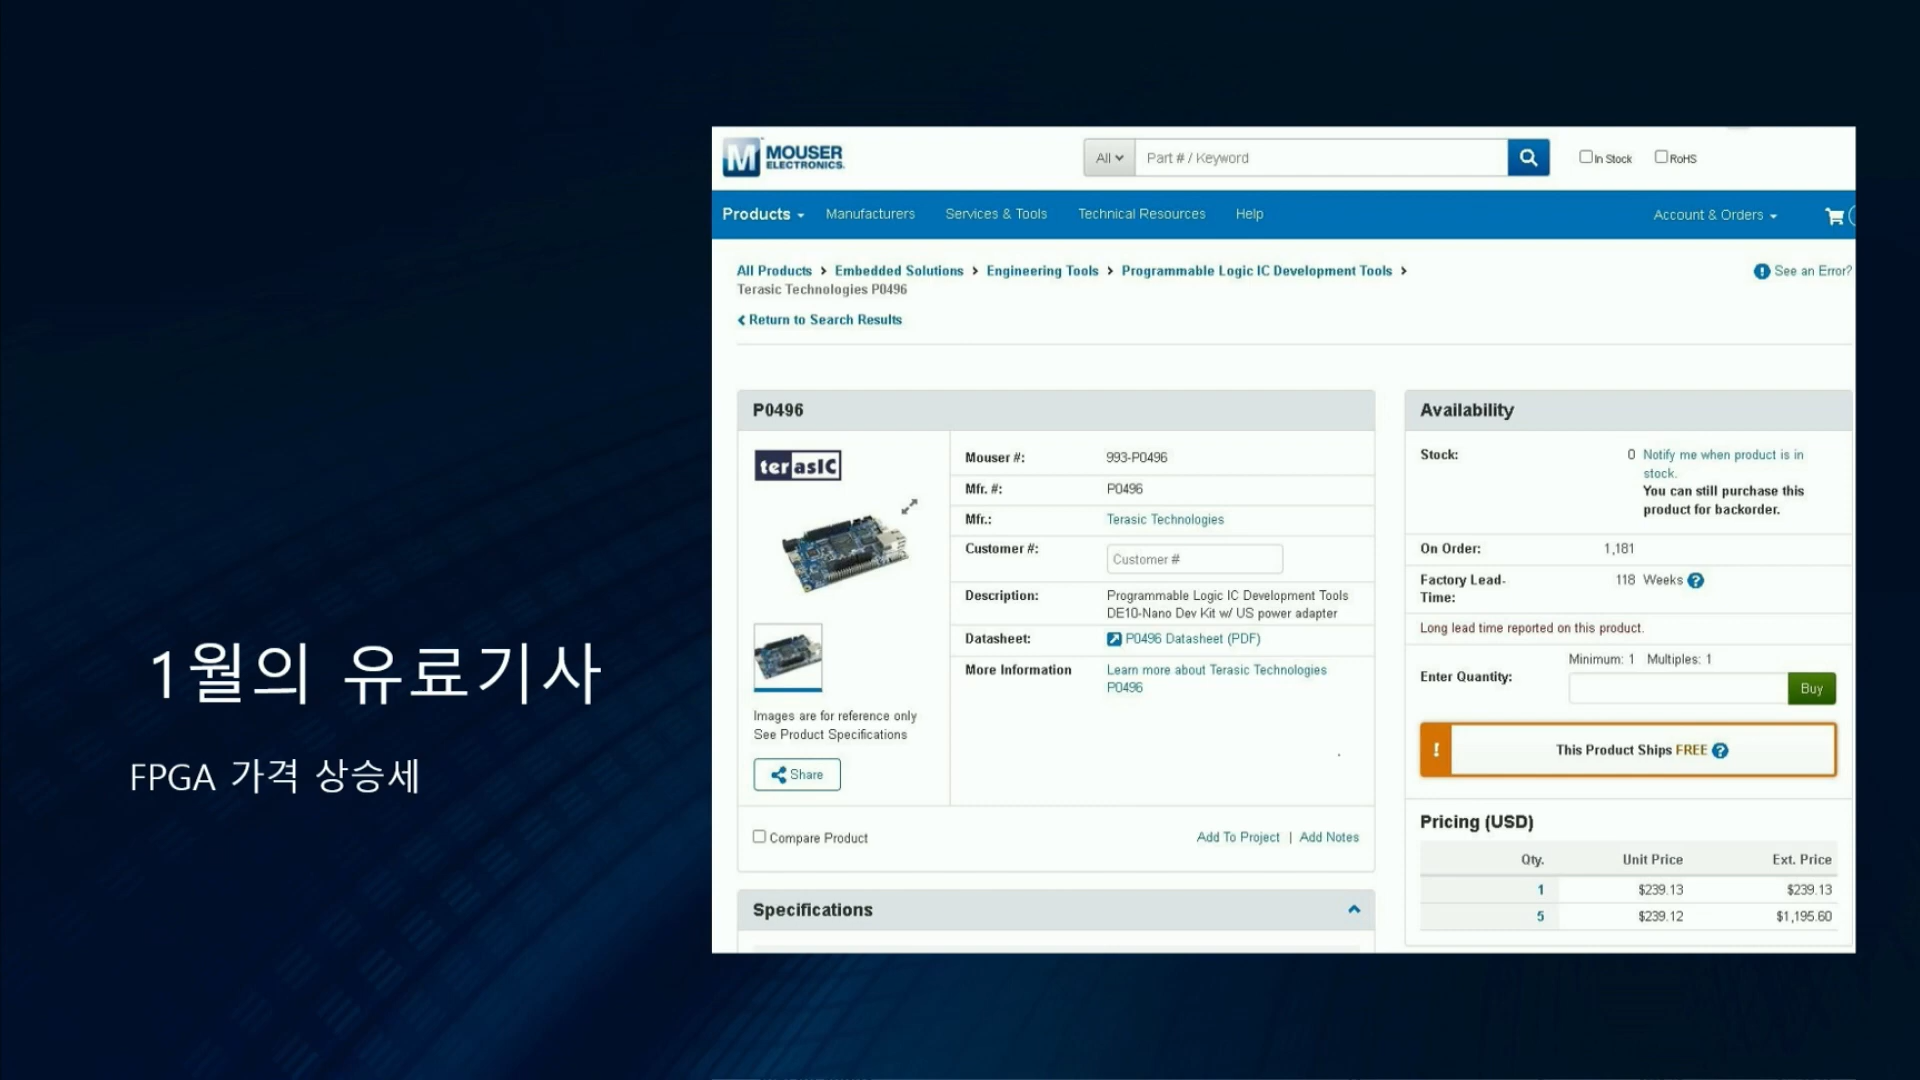 1월의 유료기사
FPGA 가격 상승세
MOUSER
ELECTRONICS
All
Part # / Keyword
In Stock
RoHS
Products
Manufacturers
Services & Tools
Technical Resources
Help
Account & Orders
All Products > Embedded Solutions > Engineering Tools > Programmable Logic IC Development Tools >
Terasic Technologies P0496
See an Error?
Return to Search Results
P0496
terasIC
Mouser #: 993-P0496
Mfr. #: P0496
Mfr.: Terasic Technologies
Customer #: Customer #
Description: Programmable Logic IC Development Tools
DE10-Nano Dev Kit w/ US power adapter
Datasheet: P0496 Datasheet (PDF)
More Information Learn more about Terasic Technologies
P0496
Images are for reference only
See Product Specifications
Share
Compare Product
Add To Project | Add Notes
Specifications
Availability
Stock: 0 Notify me when product is in
stock.
You can still purchase this
product for backorder.
On Order: 1,181
Factory Lead-
Time: 118 Weeks ?
Long lead time reported on this product.
Minimum: 1 Multiples: 1
Enter Quantity:
Buy
! This Product Ships FREE ?
Pricing (USD)
Qty. Unit Price Ext. Price
1 $239.13 $239.13
5 $239.12 $1,195.60